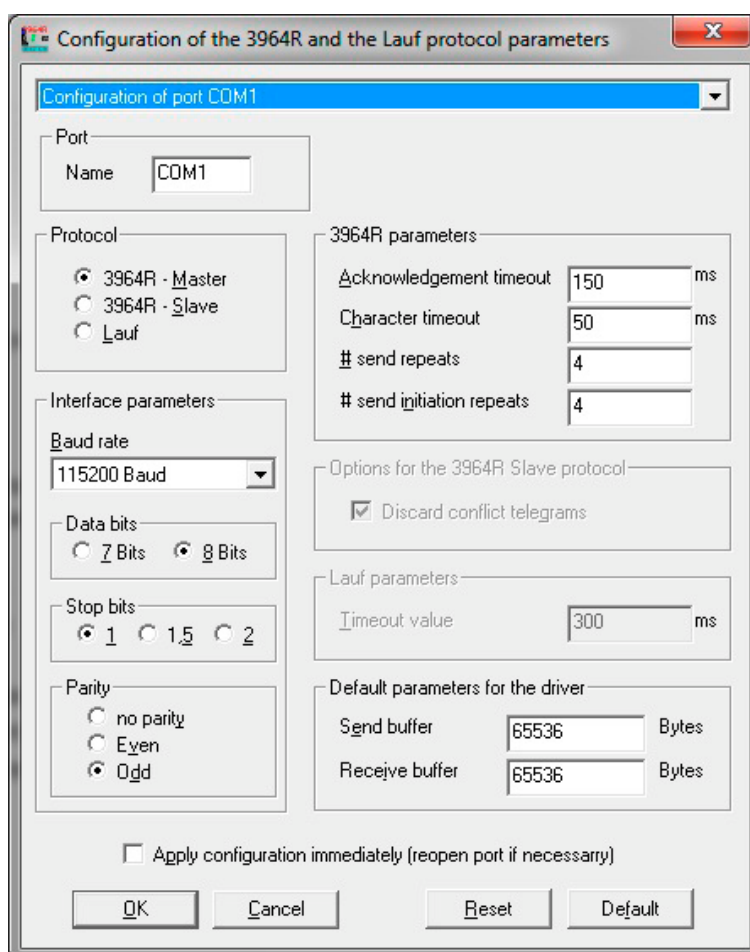 Configuration of the 3964R and the Lauf protocol parameters
Configuration of port COM1
Port
Name COM1
Protocol
3964R - Master
3964R - Slave
Lauf
3964R parameters
Acknowledgement timeout 150 ms
Character timeout 50 ms
# send repeats 4
# send initiation repeats 4
Interface parameters
Baud rate
115200 Baud
Data bits
7 Bits 8 Bits
Stop bits
1 1,5 2
Parity
no parity
Even
Odd
Options for the 3964R Slave protocol
Discard conflict telegrams
Lauf parameters
Timeout value 300 ms
Default parameters for the driver
Send buffer 65536 Bytes
Receive buffer 65536 Bytes
Apply configuration immediately (reopen port if necessarry)
OK Cancel Reset Default